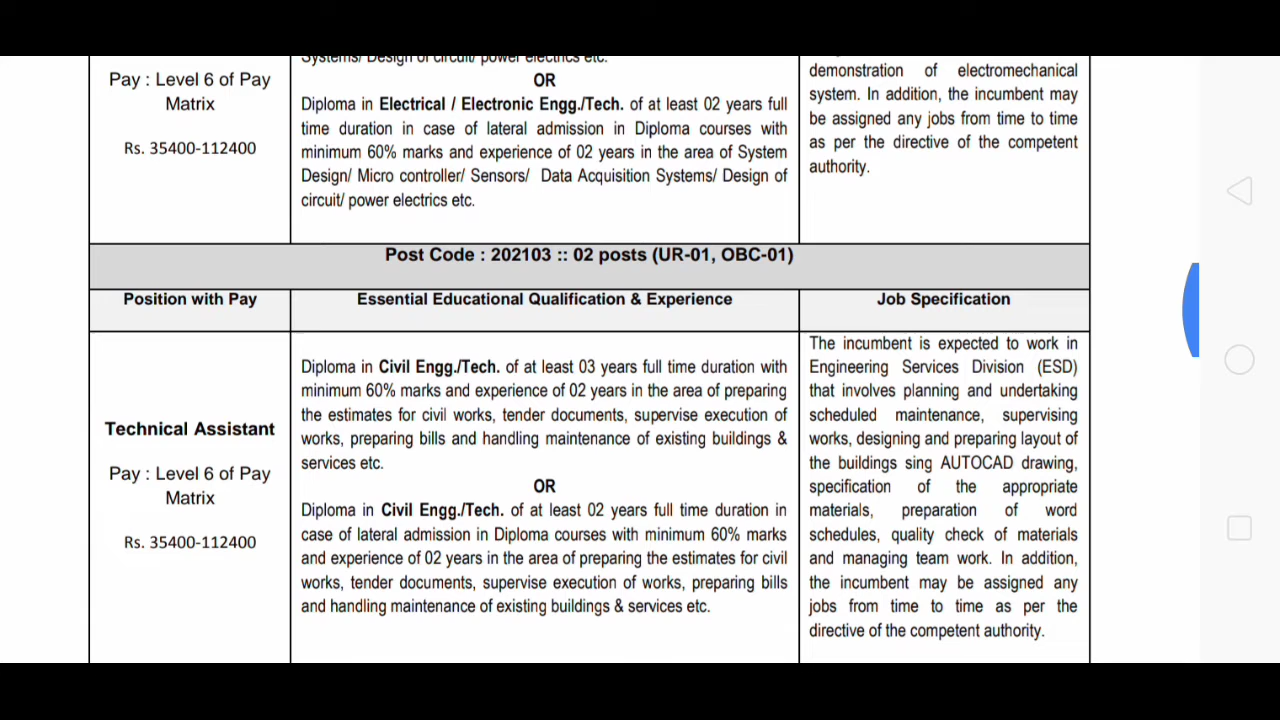 Systems/ Design of circuit/ power electrics etc.
Pay : Level 6 of Pay
Matrix
Rs. 35400-112400
OR
Diploma in Electrical / Electronic Engg./Tech. of at least 02 years full
time duration in case of lateral admission in Diploma courses with
minimum 60% marks and experience of 02 years in the area of System
Design/ Micro controller/ Sensors/ Data Acquisition Systems/ Design of
circuit/ power electrics etc.
demonstration of electromechanical
system. In addition, the incumbent may
be assigned any jobs from time to time
as per the directive of the competent
authority.
Post Code : 202103 :: 02 posts (UR-01, OBC-01)
Position with Pay
Essential Educational Qualification & Experience
Job Specification
Technical Assistant
Pay : Level 6 of Pay
Matrix
Rs. 35400-112400
Diploma in Civil Engg./Tech. of at least 03 years full time duration with
minimum 60% marks and experience of 02 years in the area of preparing
the estimates for civil works, tender documents, supervise execution of
works, preparing bills and handling maintenance of existing buildings &
services etc.
OR
Diploma in Civil Engg./Tech. of at least 02 years full time duration in
case of lateral admission in Diploma courses with minimum 60% marks
and experience of 02 years in the area of preparing the estimates for civil
works, tender documents, supervise execution of works, preparing bills
and handling maintenance of existing buildings & services etc.
The incumbent is expected to work in
Engineering Services Division (ESD)
that involves planning and undertaking
scheduled maintenance, supervising
works, designing and preparing layout of
the buildings sing AUTOCAD drawing,
specification of the appropriate
materials, preparation of word
schedules, quality check of materials
and managing team work. In addition,
the incumbent may be assigned any
jobs from time to time as per the
directive of the competent authority.